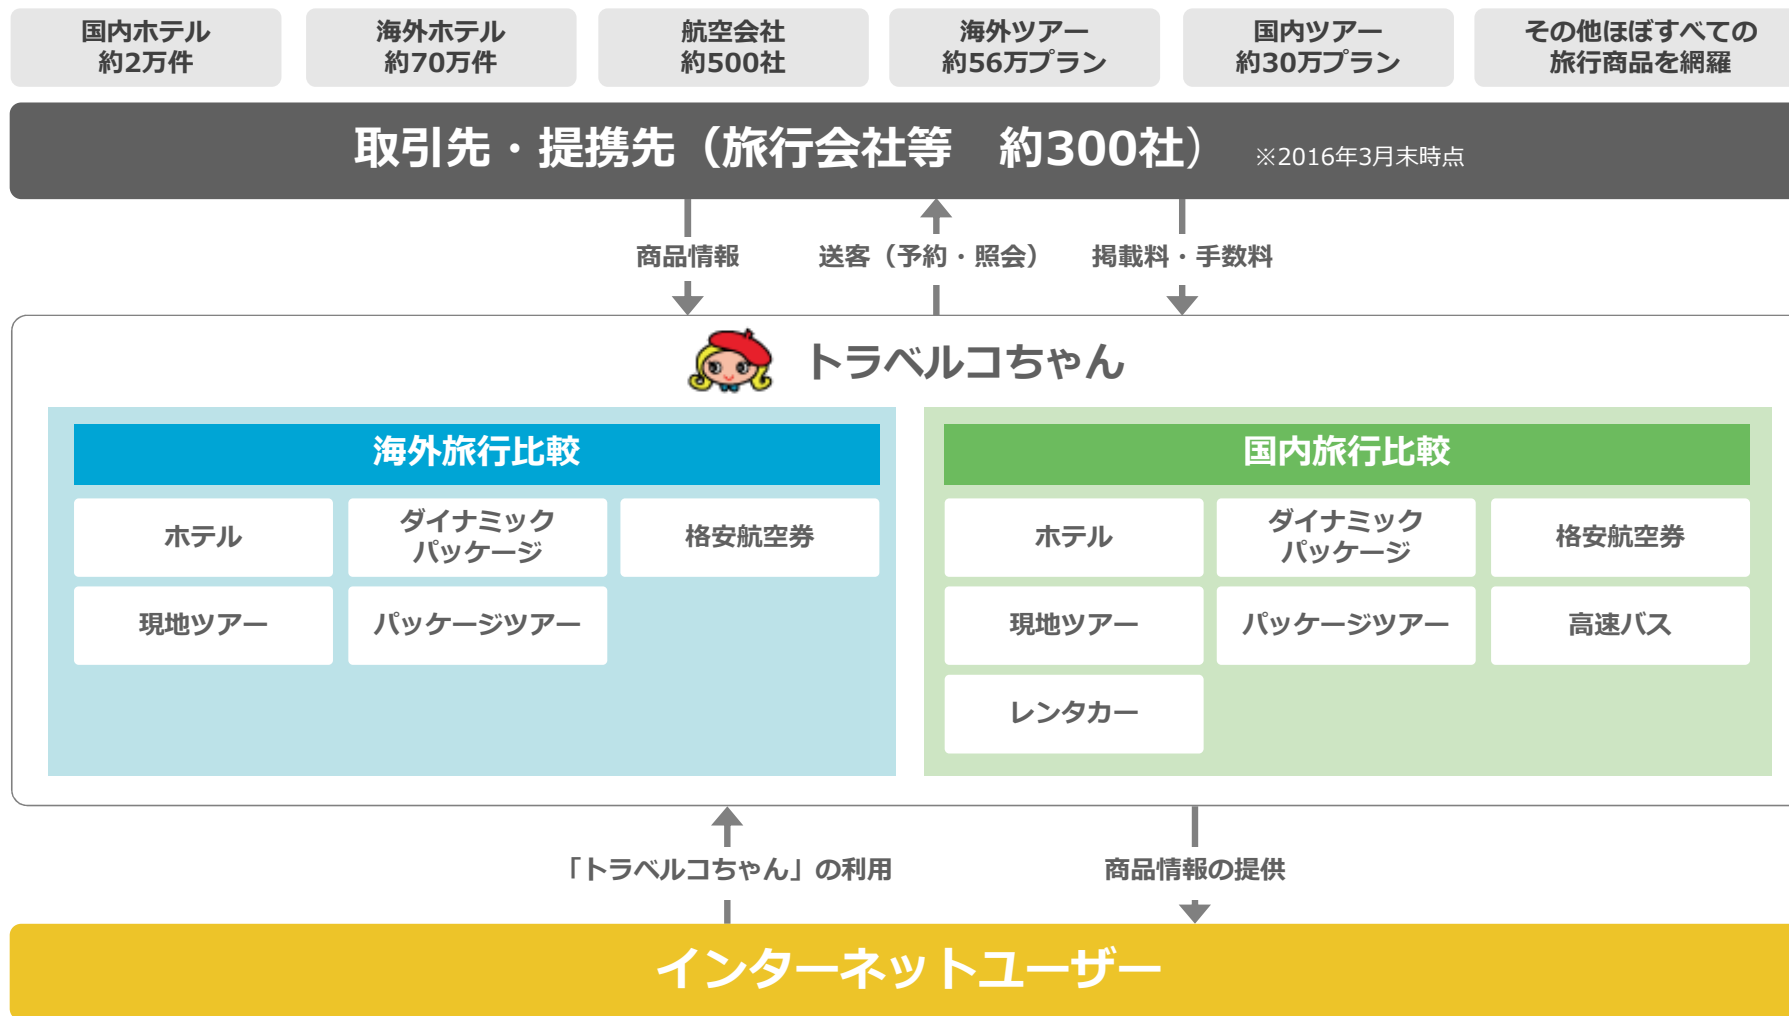 国内ホテル
約2万件
海外ホテル
約70万件
航空会社
約500社
海外ツアー
約56万プラン
国内ツアー
約30万プラン
その他ほぼすべての
旅行商品を網羅
取引先・提携先（旅行会社等　約300社） ※2016年3月末時点
商品情報
送客（予約・照会）
掲載料・手数料
トラベルコちゃん
海外旅行比較
ホテル
ダイナミック
パッケージ
格安航空券
現地ツアー
パッケージツアー
国内旅行比較
ホテル
ダイナミック
パッケージ
格安航空券
現地ツアー
パッケージツアー
高速バス
レンタカー
「トラベルコちゃん」の利用
商品情報の提供
インターネットユーザー